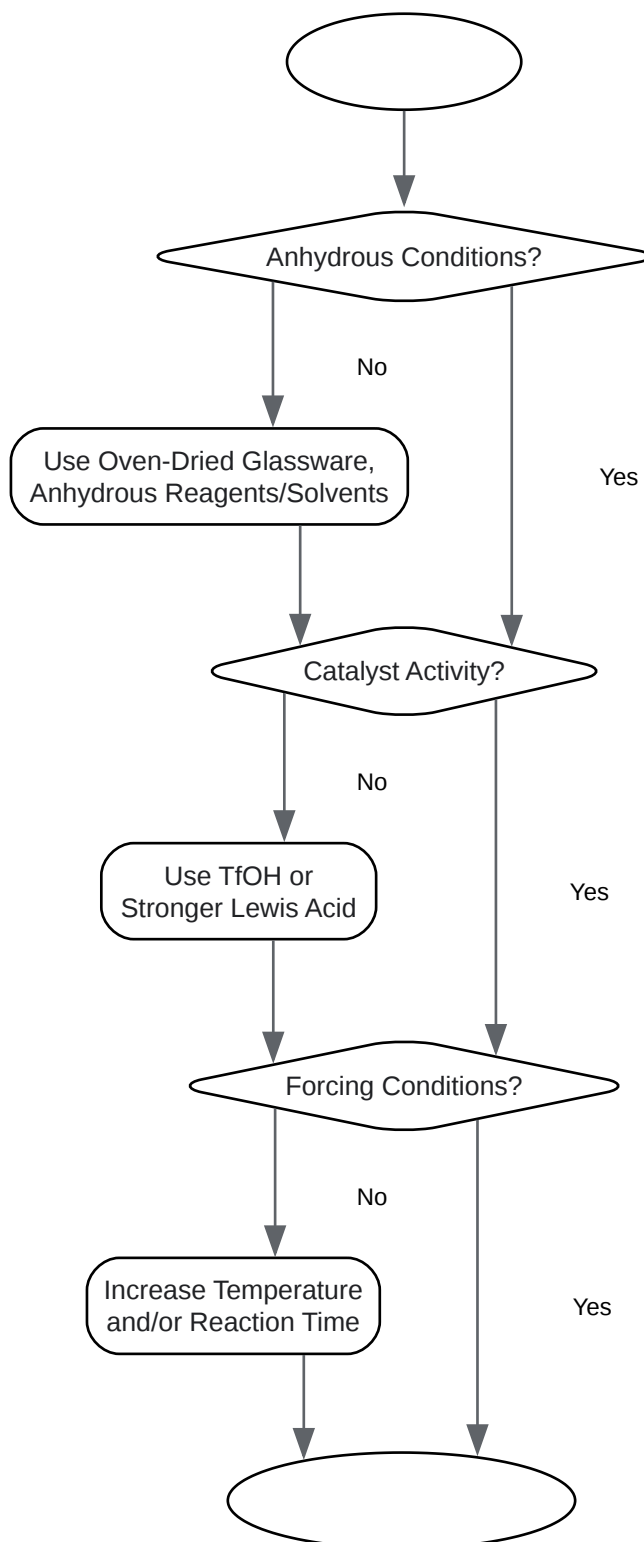 Anhydrous Conditions?
No
Use Oven-Dried Glassware,
Anhydrous Reagents/Solvents
Yes
Catalyst Activity?
No
Use TfOH or
Stronger Lewis Acid
Yes
Forcing Conditions?
No
Increase Temperature
and/or Reaction Time
Yes